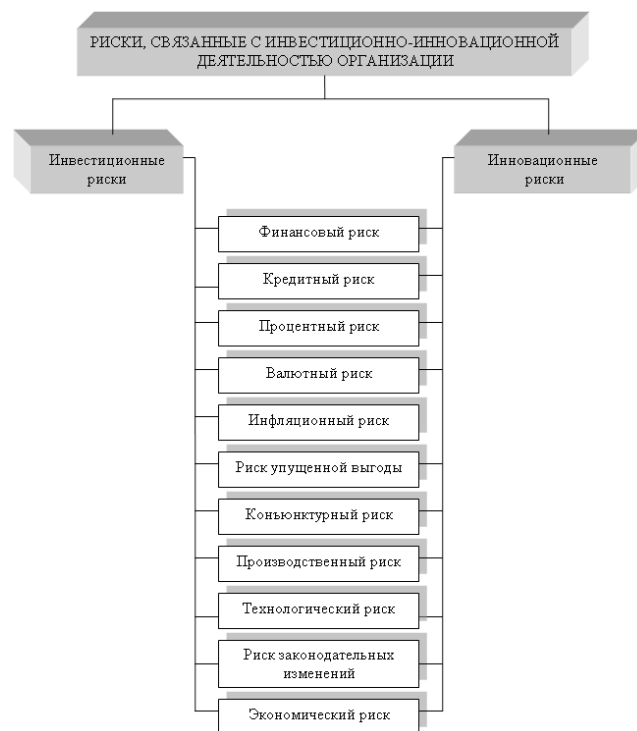 РИСКИ, СВЯЗАННЫЕ С ИНВЕСТИЦИОННО-ИННОВАЦИОННОЙ
ДЕЯТЕЛЬНОСТЬЮ ОРГАНИЗАЦИИ
Инвестиционные
риски
Инновационные
риски
Финансовый риск
Кредитный риск
Процентный риск
Валютный риск
Инфляционный риск
Риск упущенной выгоды
Конъюнктурный риск
Производственный риск
Технологический риск
Риск законодательных
изменений
Экономический риск